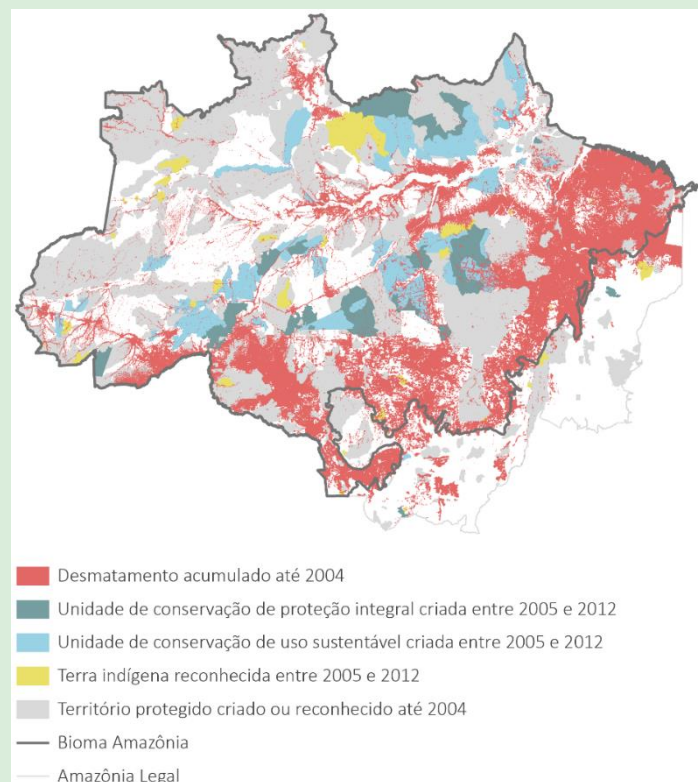 Desmatamento acumulado até 2004
Unidade de conservação de proteção integral criada entre 2005 e 2012
Unidade de conservação de uso sustentável criada entre 2005 e 2012
Terra indígena reconhecida entre 2005 e 2012
Território protegido criado ou reconhecido até 2004
Bioma Amazônia
Amazônia Legal